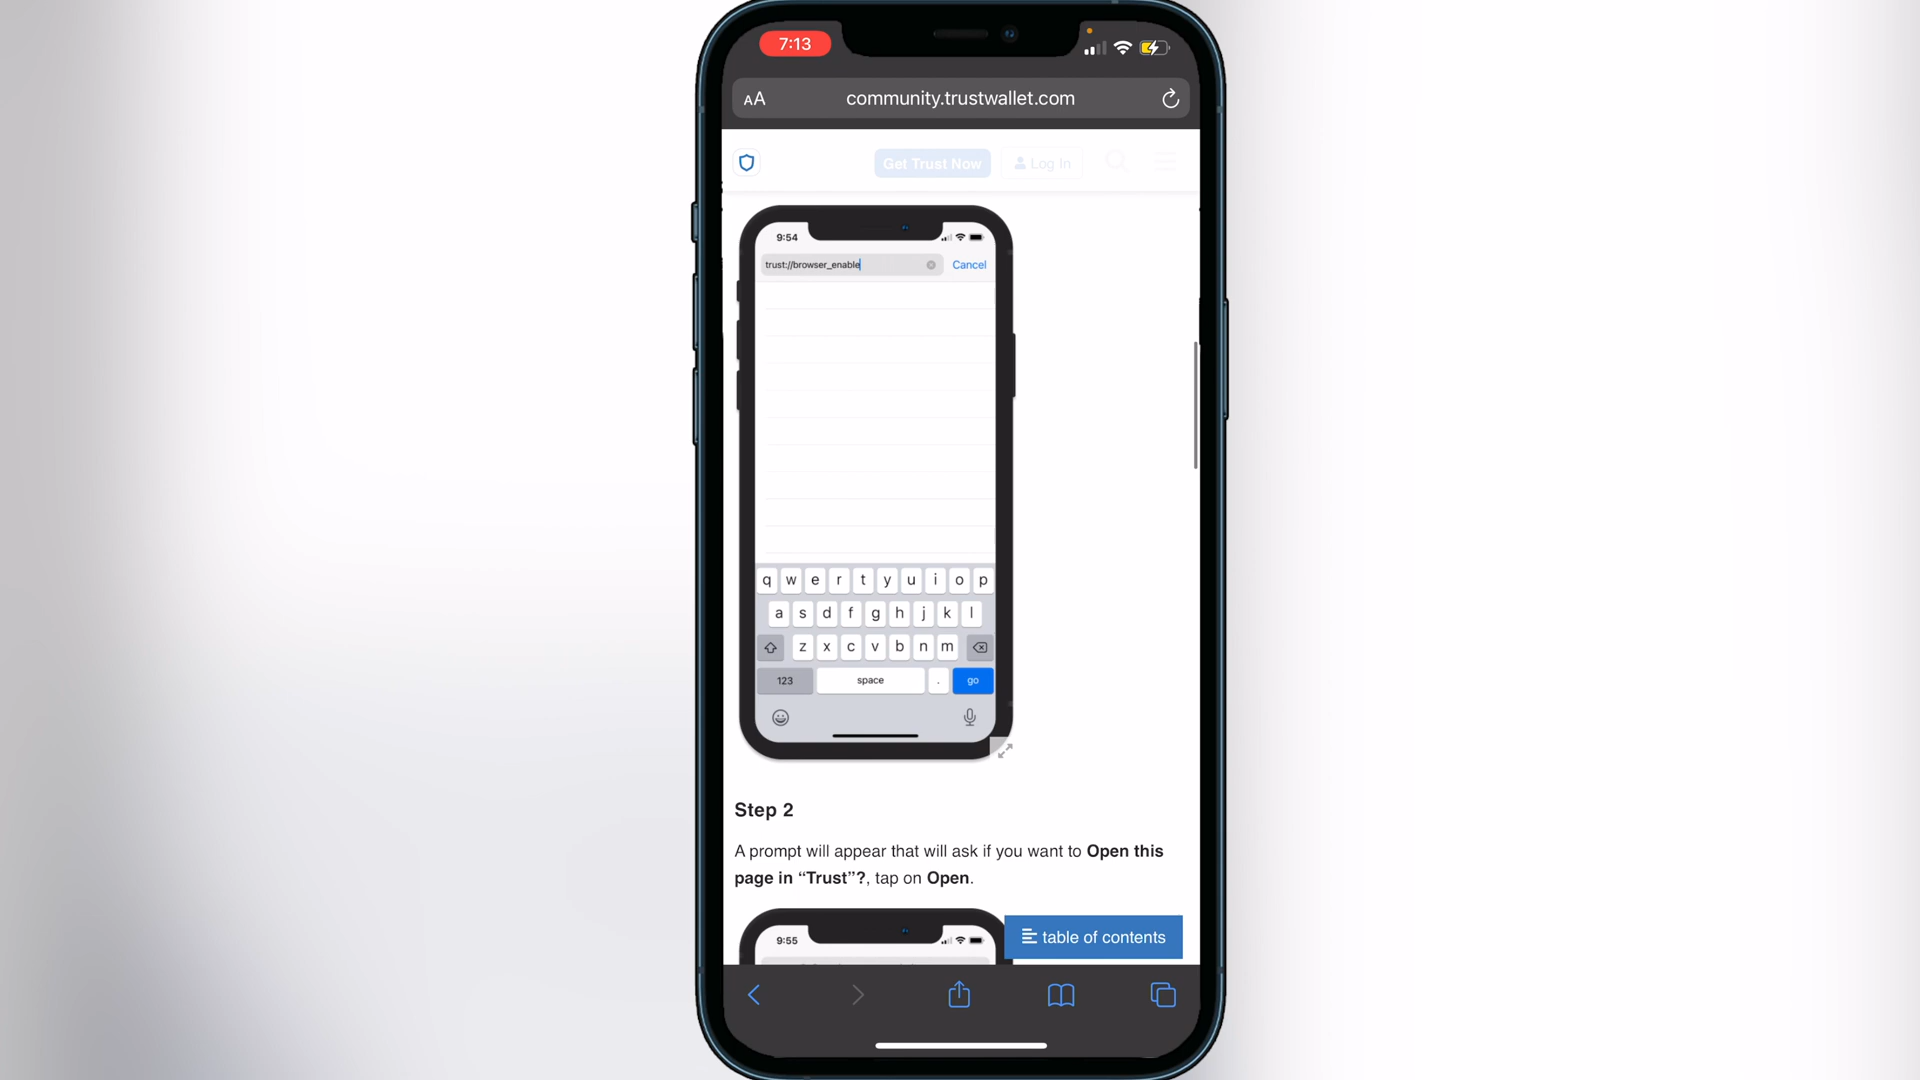 7:13
AA community.trustwallet.com
Get Trust Now Log In
9:54
trust://browser_enable Cancel
q w e r t y u i o p
a s d f g h j k l
z x c v b n m
123 space . go
Step 2
A prompt will appear that will ask if you want to Open this
page in “Trust”?, tap on Open.
9:55
table of contents